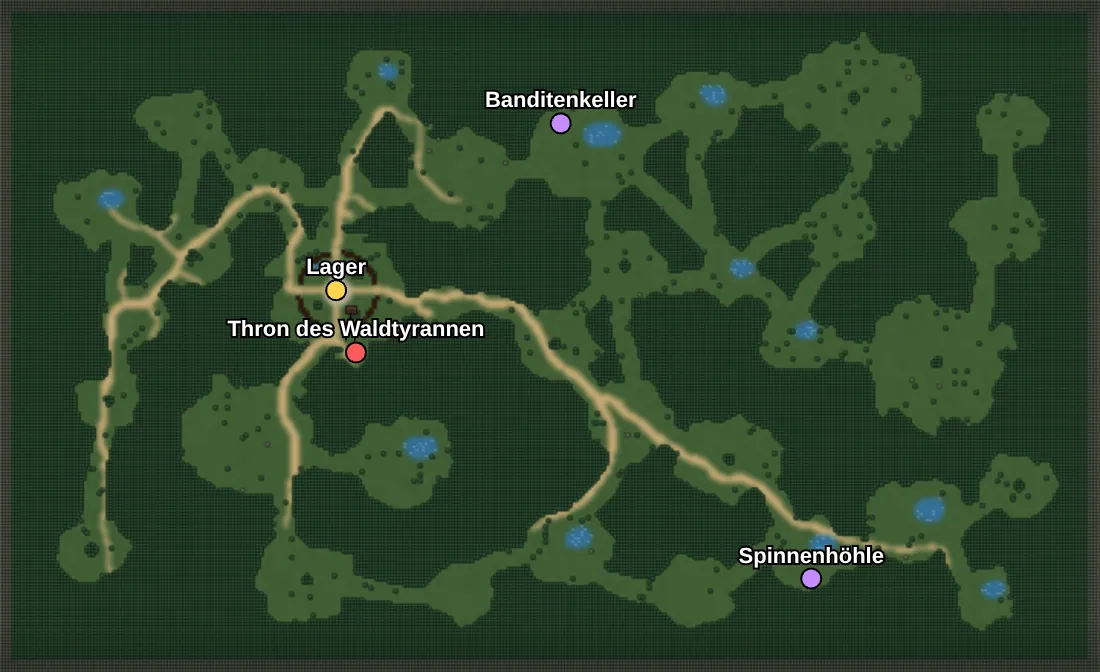 Banditenkeller
Lager
Thron des Waldtyrannen
Spinnenhöhle